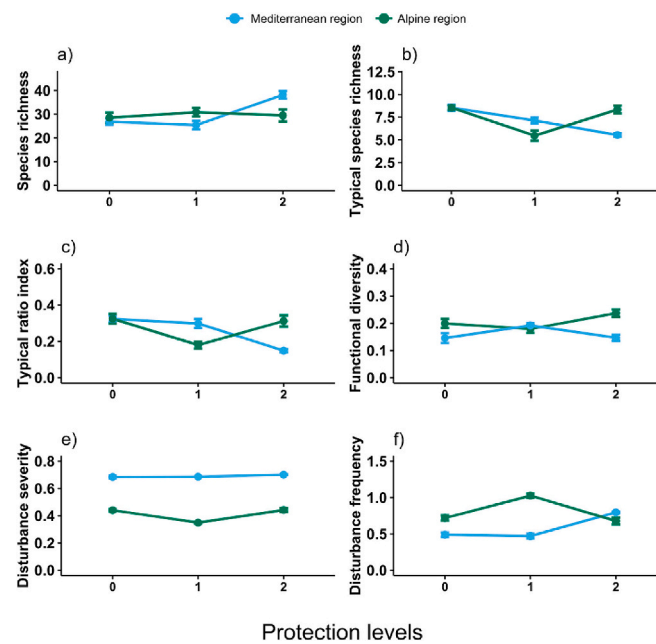 Mediterranean region Alpine region
a)
Species richness
40
30
20
10
0
0 1 2
b)
Typical species richness
12.5
10.0
7.5
5.0
2.5
0.0
0 1 2
c)
Typical ratio index
0.6
0.4
0.2
0.0
0 1 2
d)
Functional diversity
0.4
0.3
0.2
0.1
0.0
0 1 2
e)
Disturbance severity
0.8
0.6
0.4
0.2
0.0
0 1 2
f)
Disturbance frequency
1.5
1.0
0.5
0.0
0 1 2
Protection levels